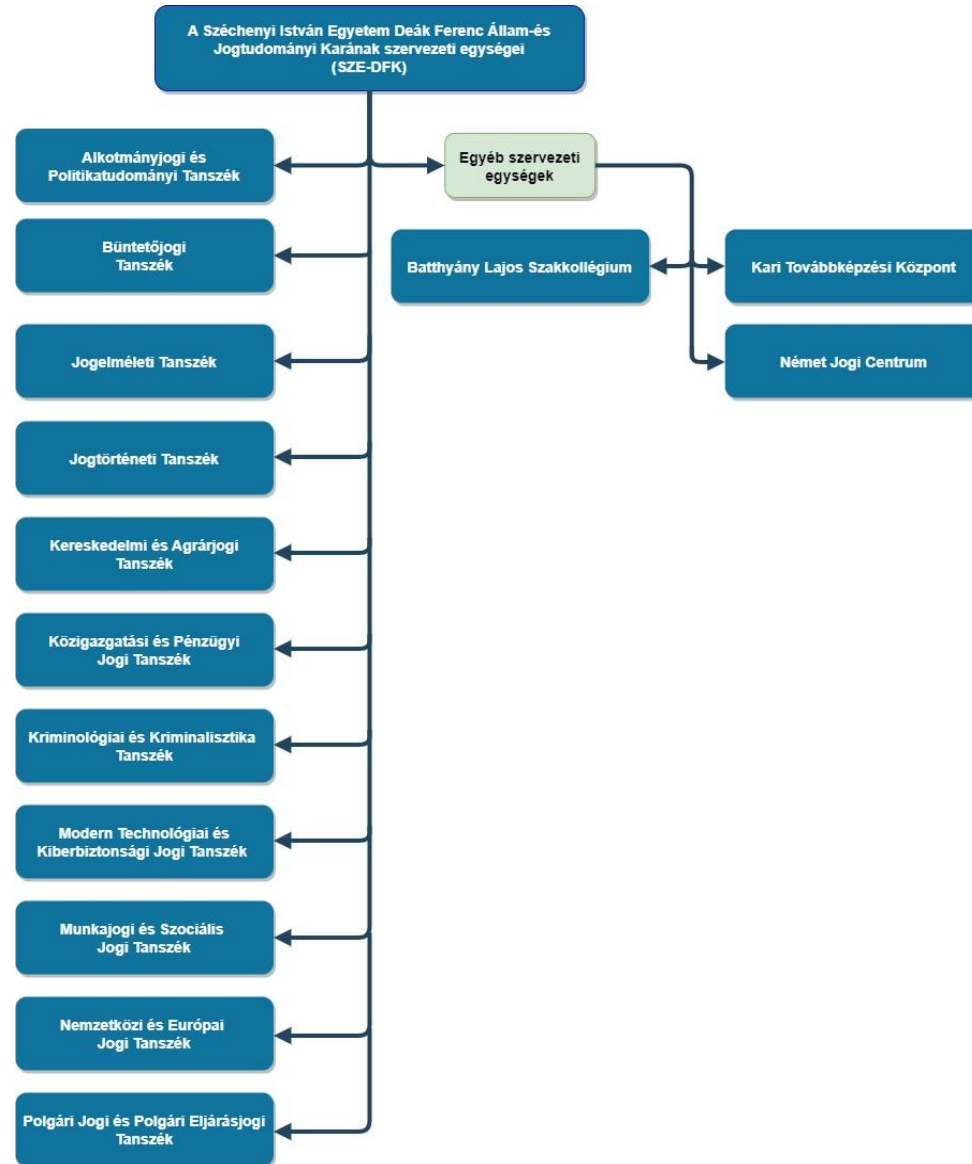 A Széchenyi István Egyetem Deák Ferenc Állam-és
Jogtudományi Karának szervezeti egységei
(SZE-DFK)
Alkotmányjogi és
Politikatudományi Tanszék
Egyéb szervezeti
egységek
Büntetőjogi
Tanszék
Batthyány Lajos Szakkollégium
Kari Továbbképzési Központ
Jogelméleti Tanszék
Német Jogi Centrum
Jogtörténeti Tanszék
Kereskedelmi és Agrárjogi
Tanszék
Közigazgatási és Pénzügyi
Jogi Tanszék
Kriminológiai és Kriminalisztika
Tanszék
Modern Technológiai és
Kiberbiztonsági Jogi Tanszék
Munkajogi és Szociális
Jogi Tanszék
Nemzetközi és Európai
Jogi Tanszék
Polgári Jogi és Polgári Eljárásjogi
Tanszék